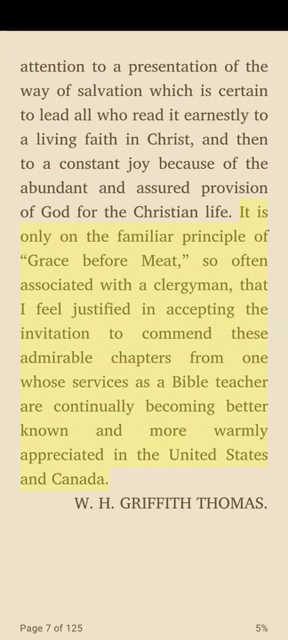 attention to a presentation of the
way of salvation which is certain
to lead all who read it earnestly to
a living faith in Christ, and then
to a constant joy because of the
abundant and assured provision
of God for the Christian life. It is
only on the familiar principle of
“Grace before Meat,” so often
associated with a clergyman, that
I feel justified in accepting the
invitation to commend these
admirable chapters from one
whose services as a Bible teacher
are continually becoming better
known and more warmly
appreciated in the United States
and Canada.
W. H. GRIFFITH THOMAS.
Page 7 of 125
5%